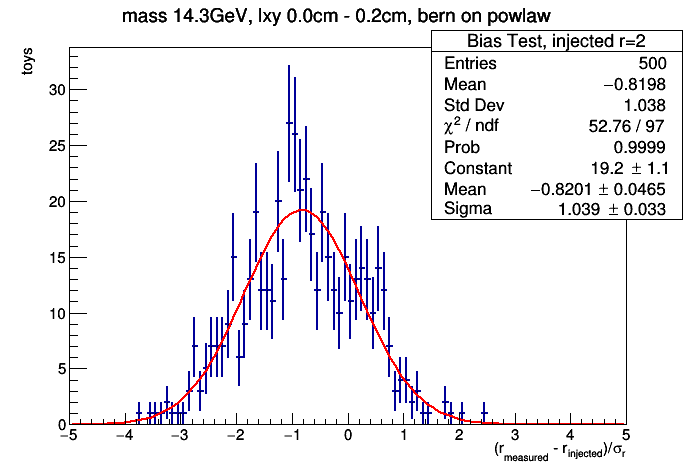 mass 14.3GeV, lxy 0.0cm - 0.2cm, bern on powlaw
Bias Test, injected r=2
Entries 500
Mean −0.8198
Std Dev 1.038
χ² / ndf 52.76 / 97
Prob 0.9999
Constant 19.2 ± 1.1
Mean −0.8201 ± 0.0465
Sigma 1.039 ± 0.033
toys
30
25
20
15
10
5
0
−5 −4 −3 −2 −1 0 1 2 3 4 5
(r_measured - r_injected)/σ_r